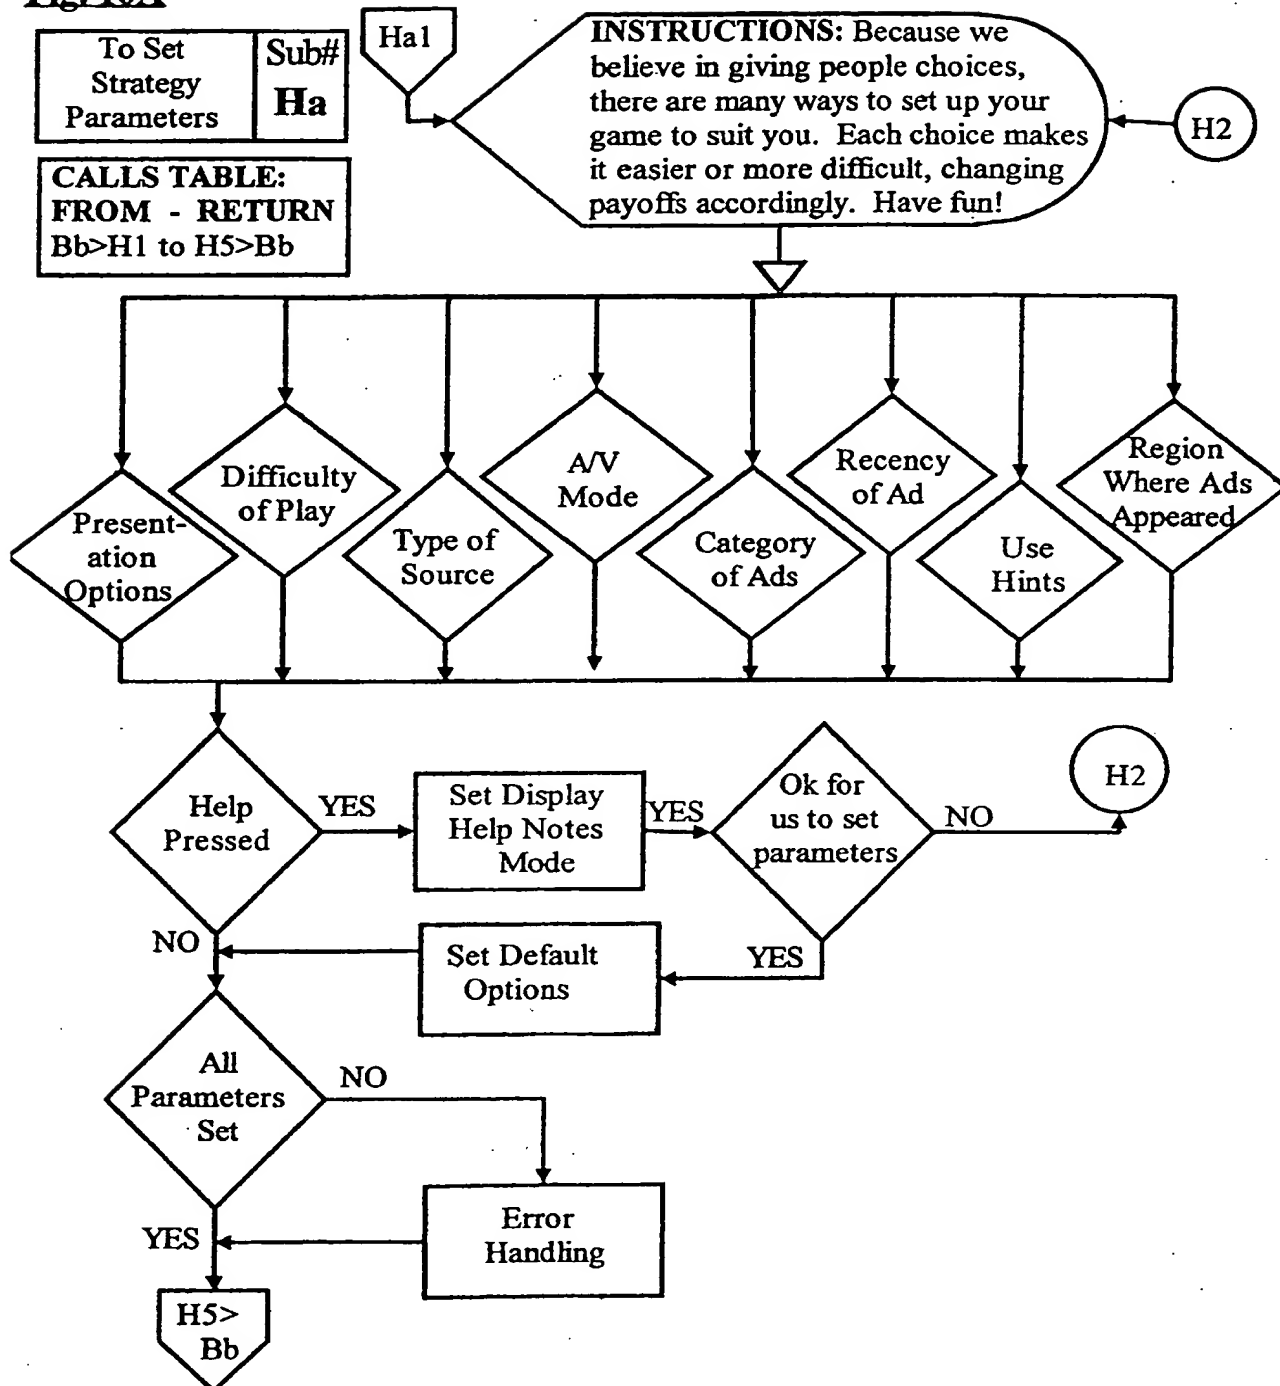 To Set
Strategy
Parameters
Sub#
Ha
CALLS TABLE:
FROM - RETURN
Bb>H1 to H5>Bb
Ha1
INSTRUCTIONS: Because we
believe in giving people choices,
there are many ways to set up your
game to suit you. Each choice makes
it easier or more difficult, changing
payoffs accordingly. Have fun!
H2
Present-
ation
Options
Difficulty
of Play
Type of
Source
A/V
Mode
Category
of Ads
Recency
of Ad
Use
Hints
Region
Where Ads
Appeared
Help
Pressed
YES
Set Display
Help Notes
Mode
YES
Ok for
us to set
parameters
NO
H2
NO
Set Default
Options
YES
All
Parameters
Set
NO
Error
Handling
YES
H5>
Bb